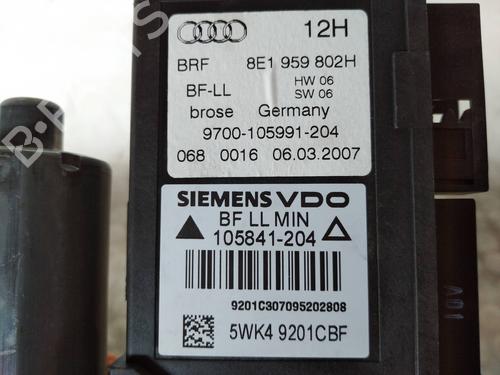 12H
BRF 8E1 959 802H
BF-LL HW 06
SW 06
brose Germany
9700-105991-204
068 0016 06.03.2007
SIEMENS VDO
BF LL MIN
105841-204
9201C307095202808
5WK4 9201CBF
A01